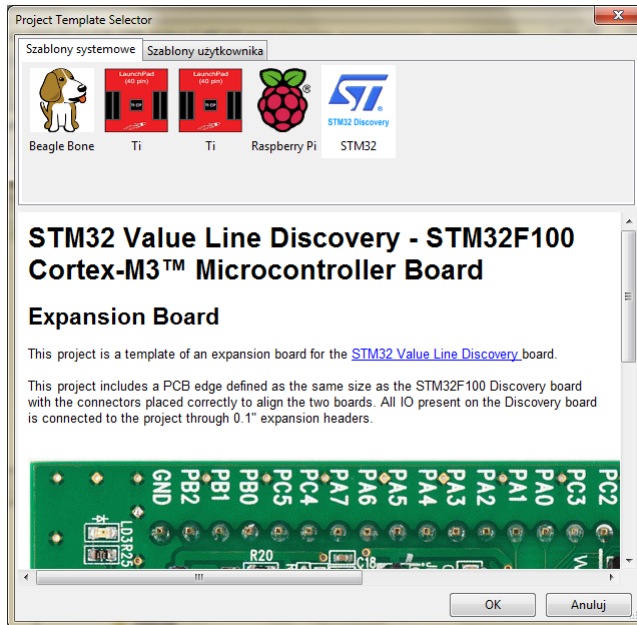 Project Template Selector
Szablony systemowe
Szablony użytkownika
LaunchPad
(40 pin)
LaunchPad
(40 pin)
STM32 Discovery
Beagle Bone
Ti
Ti
Raspberry Pi
STM32
STM32 Value Line Discovery - STM32F100
Cortex-M3™ Microcontroller Board
Expansion Board
This project is a template of an expansion board for the STM32 Value Line Discovery board.
This project includes a PCB edge defined as the same size as the STM32F100 Discovery board
with the connectors placed correctly to align the two boards. All IO present on the Discovery board
is connected to the project through 0.1" expansion headers.
GND
PB2
PB1
PB0
PC5
PC4
PA7
PA6
PA5
PA4
PA3
PA2
PA1
PA0
PC3
PC2
R20
C18
OK
Anuluj